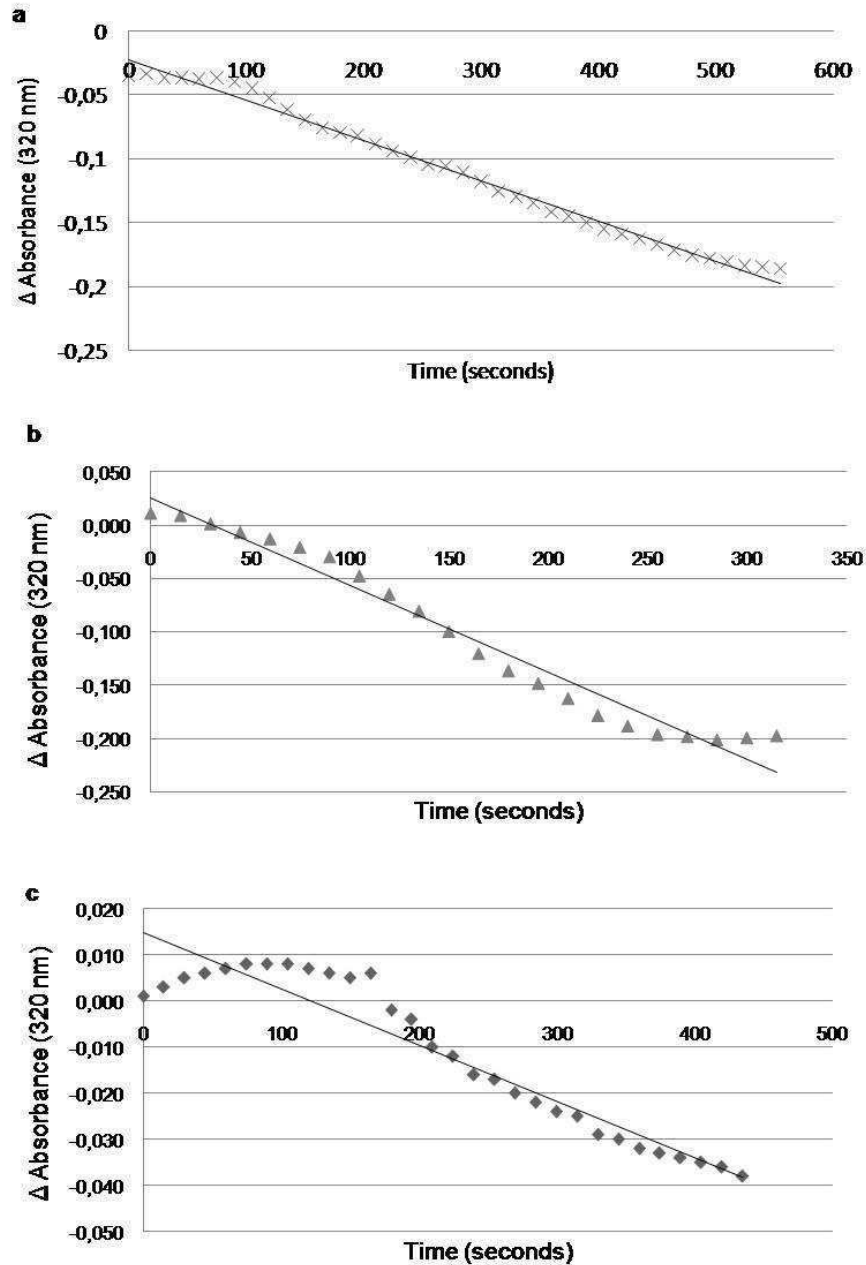 a
0
0 100 200 300 400 500 600
-0,05
-0,1
-0,15
-0,2
-0,25
Δ Absorbance (320 nm)
Time (seconds)
b
0,050
0,000
0 50 100 150 200 250 300 350
-0,050
-0,100
-0,150
-0,200
-0,250
Δ Absorbance (320 nm)
Time (seconds)
c
0,020
0,010
0,000
0 100 200 300 400 500
-0,010
-0,020
-0,030
-0,040
-0,050
Δ Absorbance (320 nm)
Time (seconds)